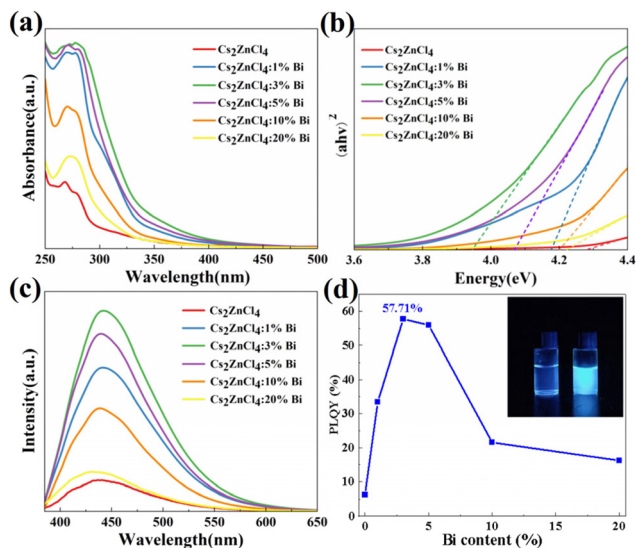 (a)
Absorbance(a.u.)
Cs2ZnCl4
Cs2ZnCl4:1% Bi
Cs2ZnCl4:3% Bi
Cs2ZnCl4:5% Bi
Cs2ZnCl4:10% Bi
Cs2ZnCl4:20% Bi
250 300 350 400 450 500
Wavelength(nm)
(b)
(ahv)2
Cs2ZnCl4
Cs2ZnCl4:1% Bi
Cs2ZnCl4:3% Bi
Cs2ZnCl4:5% Bi
Cs2ZnCl4:10% Bi
Cs2ZnCl4:20% Bi
3.6 3.8 4.0 4.2 4.4
Energy(eV)
(c)
Intensity(a.u.)
Cs2ZnCl4
Cs2ZnCl4:1% Bi
Cs2ZnCl4:3% Bi
Cs2ZnCl4:5% Bi
Cs2ZnCl4:10% Bi
Cs2ZnCl4:20% Bi
400 450 500 550 600 650
Wavelength(nm)
(d)
PLQY (%)
60
50
40
30
20
10
0
57.71%
0 5 10 15 20
Bi content (%)